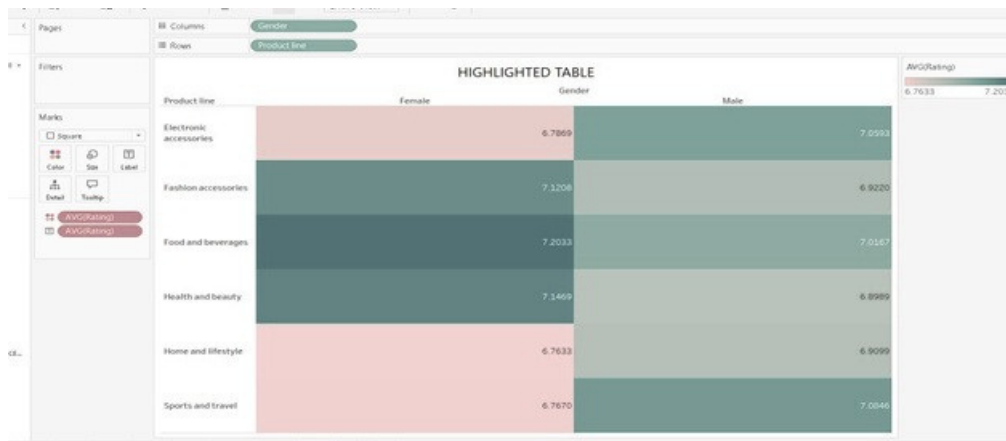 Pages
Columns Gender
Rows Product line
Filters
Marks
Square
Color Size Label
Detail Tooltip
AVG(Rating)
AVG(Rating)
HIGHLIGHTED TABLE
Gender
Product line Female Male
Electronic accessories 6.7869 7.0593
Fashion accessories 7.1208 6.9220
Food and beverages 7.2033 7.0167
Health and beauty 7.1469 6.8989
Home and lifestyle 6.7633 6.9099
Sports and travel 6.7670 7.0846
AVG(Rating)
6.7633 7.203